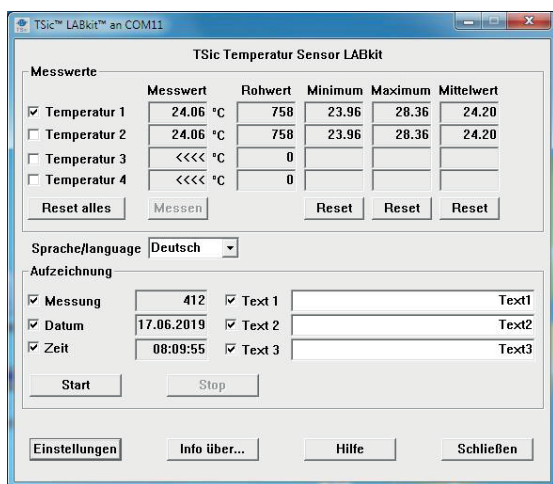 TSic™ LABkit™ an COM11
TSic Temperatur Sensor LABkit
Messwerte
Messwert Rohwert Minimum Maximum Mittelwert
Temperatur 1 24.06 °C 758 23.96 28.36 24.20
Temperatur 2 24.06 °C 758 23.96 28.36 24.20
Temperatur 3 <<<< °C 0
Temperatur 4 <<<< °C 0
Reset alles Messen Reset Reset Reset
Sprache/language Deutsch
Aufzeichnung
Messung 412 Text 1 Text1
Datum 17.06.2019 Text 2 Text2
Zeit 08:09:55 Text 3 Text3
Start Stop
Einstellungen Info über... Hilfe Schließen